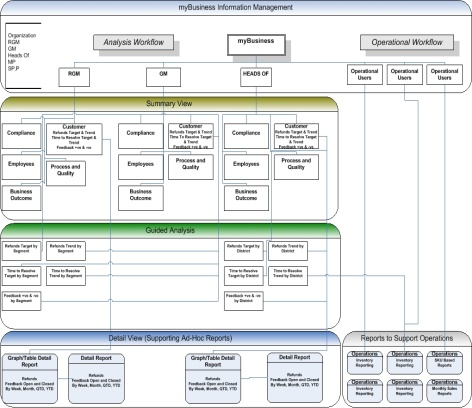 myBusiness Information Management
Organization
RGM
GM
Heads Of
MP
SP,P
Analysis Workflow
myBusiness
Operational Workflow
RGM
GM
HEADS OF
Operational
Users
Operational
Users
Operational
Users
Summary View
Compliance
Customer
Refunds Target & Trend
Time to Resolve Target
& Trend
Feedback +ve & -ve
Employees
Process and
Quality
Business
Outcome
Compliance
Customer
Refunds Target & Trend
Time To Resolve Target
& Trend
Feedback +ve & -ve
Employees
Process and
Quality
Business
Outcome
Compliance
Customer
Refunds Target & Trend
Time to Resolve Target
& Trend
Feedback +ve & -ve
Employees
Process and
Quality
Business
Outcome
Guided Analysis
Refunds Target by
Segment
Refunds Trend by
Segment
Time to Resolve
Target by Segment
Time to Resolve
Trend by Segment
Feedback +ve & -ve
by Segment
Refunds Target by
District
Refunds Trend by
District
Time to Resolve
Target by District
Time to Resolve
Trend by District
Feedback +ve & -ve
by District
Detail View (Supporting Ad-Hoc Reports)
Graph/Table Detail
Report
Refunds
Feedback Open and Closed
By Week, Month, QTD, YTD
Detail Report
Refunds
Feedback Open and Closed
By Week, Month, QTD, YTD
Graph/Table Detail
Report
Refunds
Feedback Open and Closed
By Week, Month, QTD, YTD
Detail Report
Refunds
Feedback Open and Closed
By Week, Month, QTD, YTD
Reports to Support Operations
Operations
Inventory
Reporting
Operations
Inventory
Reporting
Operations
SKU Based
Reports
Operations
Inventory
Reporting
Operations
Inventory
Reporting
Operations
Monthly Sales
Reports